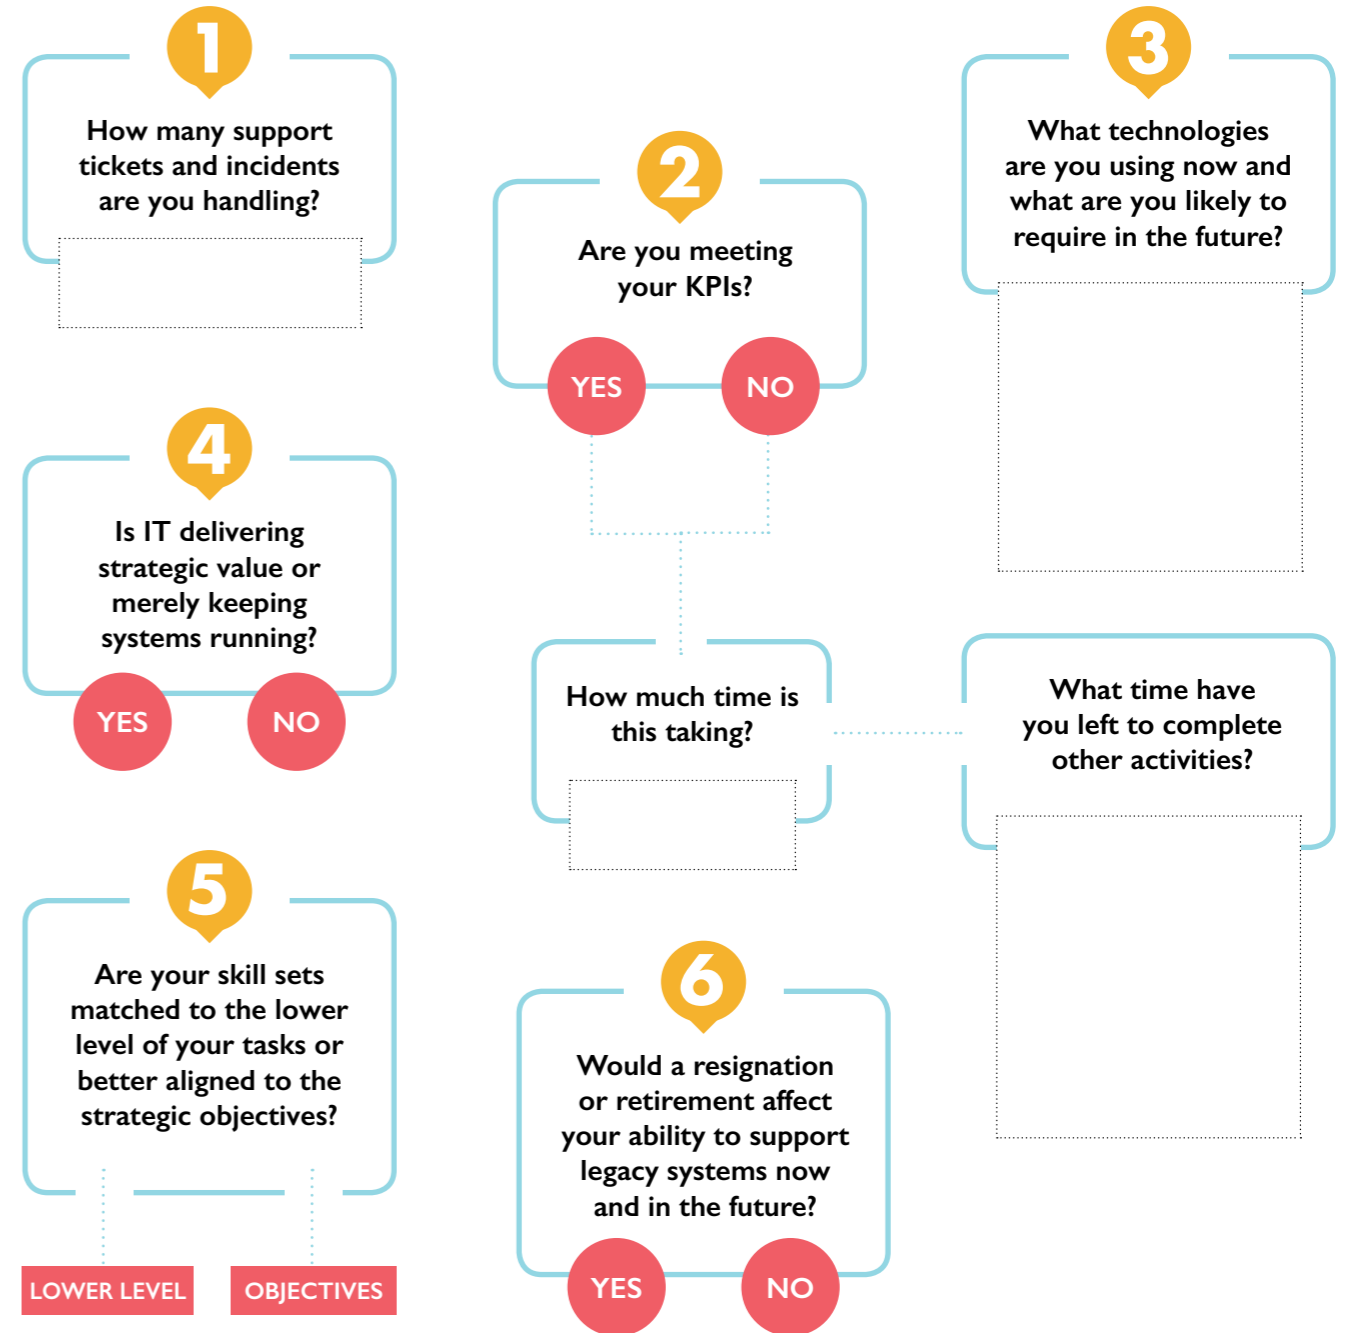 1
How many support
tickets and incidents
are you handling?
2
Are you meeting
your KPIs?
YES
NO
How much time is
this taking?
What time have
you left to complete
other activities?
3
What technologies
are you using now and
what are you likely to
require in the future?
4
Is IT delivering
strategic value or
merely keeping
systems running?
YES
NO
5
Are your skill sets
matched to the lower
level of your tasks or
better aligned to the
strategic objectives?
LOWER LEVEL
OBJECTIVES
6
Would a resignation
or retirement affect
your ability to support
legacy systems now
and in the future?
YES
NO